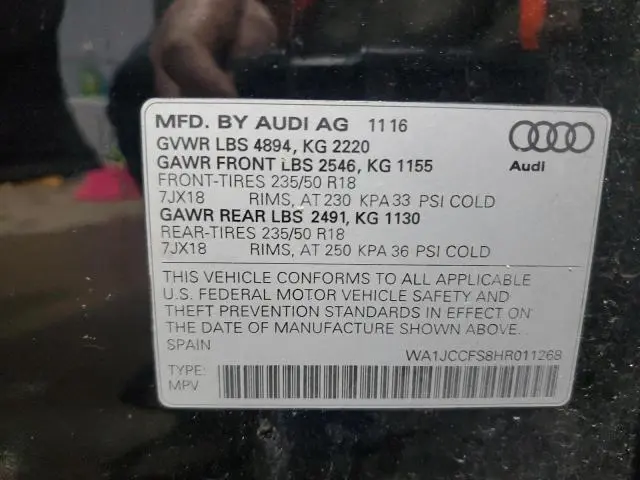 MFD. BY AUDI AG 11 16
GVWR LBS 4894, KG 2220
GAWR FRONT LBS 2546, KG 1155
FRONT-TIRES 235/50 R18
7JX18 RIMS, AT 230 KPA 33 PSI COLD
GAWR REAR LBS 2491, KG 1130
REAR-TIRES 235/50 R18
7JX18 RIMS, AT 250 KPA 36 PSI COLD
Audi
THIS VEHICLE CONFORMS TO ALL APPLICABLE
U.S. FEDERAL MOTOR VEHICLE SAFETY AND
THEFT PREVENTION STANDARDS IN EFFECT ON
THE DATE OF MANUFACTURE SHOWN ABOVE.
SPAIN WA1JCCFS8HR011268
TYPE:
MPV